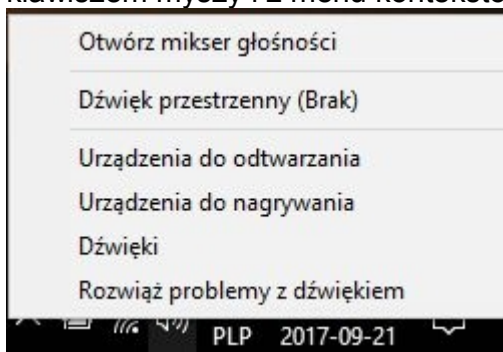 Otwórz mikser głośności
Dźwięk przestrzenny (Brak)
Urządzenia do odtwarzania
Urządzenia do nagrywania
Dźwięki
Rozwiąż problemy z dźwiękiem
PLP 2017-09-21